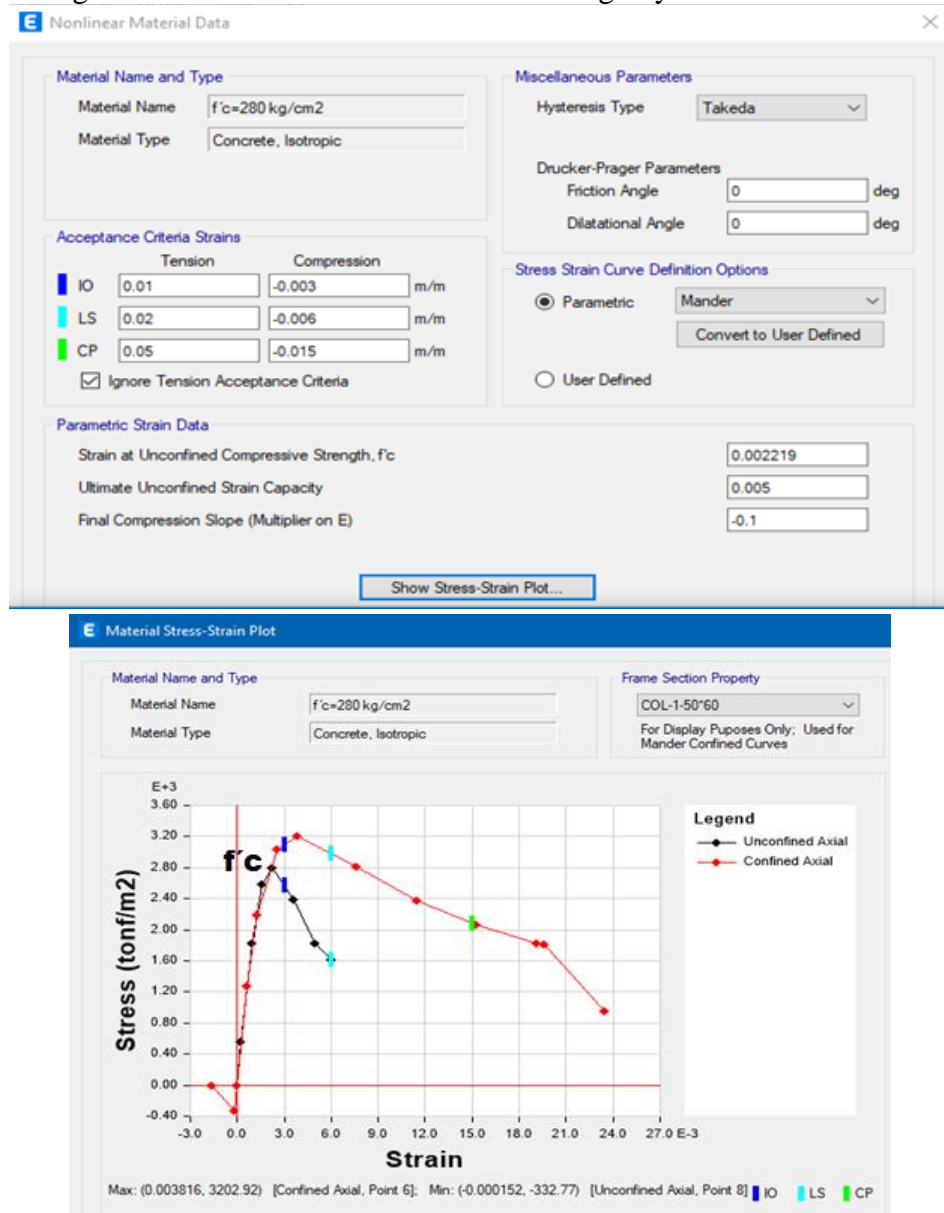 Nonlinear Material Data
Material Name and Type
Material Name f´c=280 kg/cm2
Material Type Concrete, Isotropic
Miscellaneous Parameters
Hysteresis Type Takeda
Drucker-Prager Parameters
Friction Angle 0 deg
Dilatational Angle 0 deg
Acceptance Criteria Strains
Tension Compression
IO 0.01 -0.003 m/m
LS 0.02 -0.006 m/m
CP 0.05 -0.015 m/m
Ignore Tension Acceptance Criteria
Stress Strain Curve Definition Options
Parametric Mander
Convert to User Defined
User Defined
Parametric Strain Data
Strain at Unconfined Compressive Strength, f'c 0.002219
Ultimate Unconfined Strain Capacity 0.005
Final Compression Slope (Multiplier on E) -0.1
Show Stress-Strain Plot...
E Material Stress-Strain Plot
Material Name and Type
Material Name f´c=280 kg/cm2
Material Type Concrete, Isotropic
Frame Section Property
COL-1-50*60
For Display Puposes Only; Used for
Mander Confined Curves
E+3
3.60
3.20
2.80
2.40
2.00
1.60
1.20
0.80
0.40
0.00
-0.40
f´c
Stress (tonf/m2)
-3.0 0.0 3.0 6.0 9.0 12.0 15.0 18.0 21.0 24.0 27.0 E-3
Strain
Legend
Unconfined Axial
Confined Axial
Max: (0.003816, 3202.92) [Confined Axial, Point 6]; Min: (-0.000152, -332.77) [Unconfined Axial, Point 8] IO LS CP